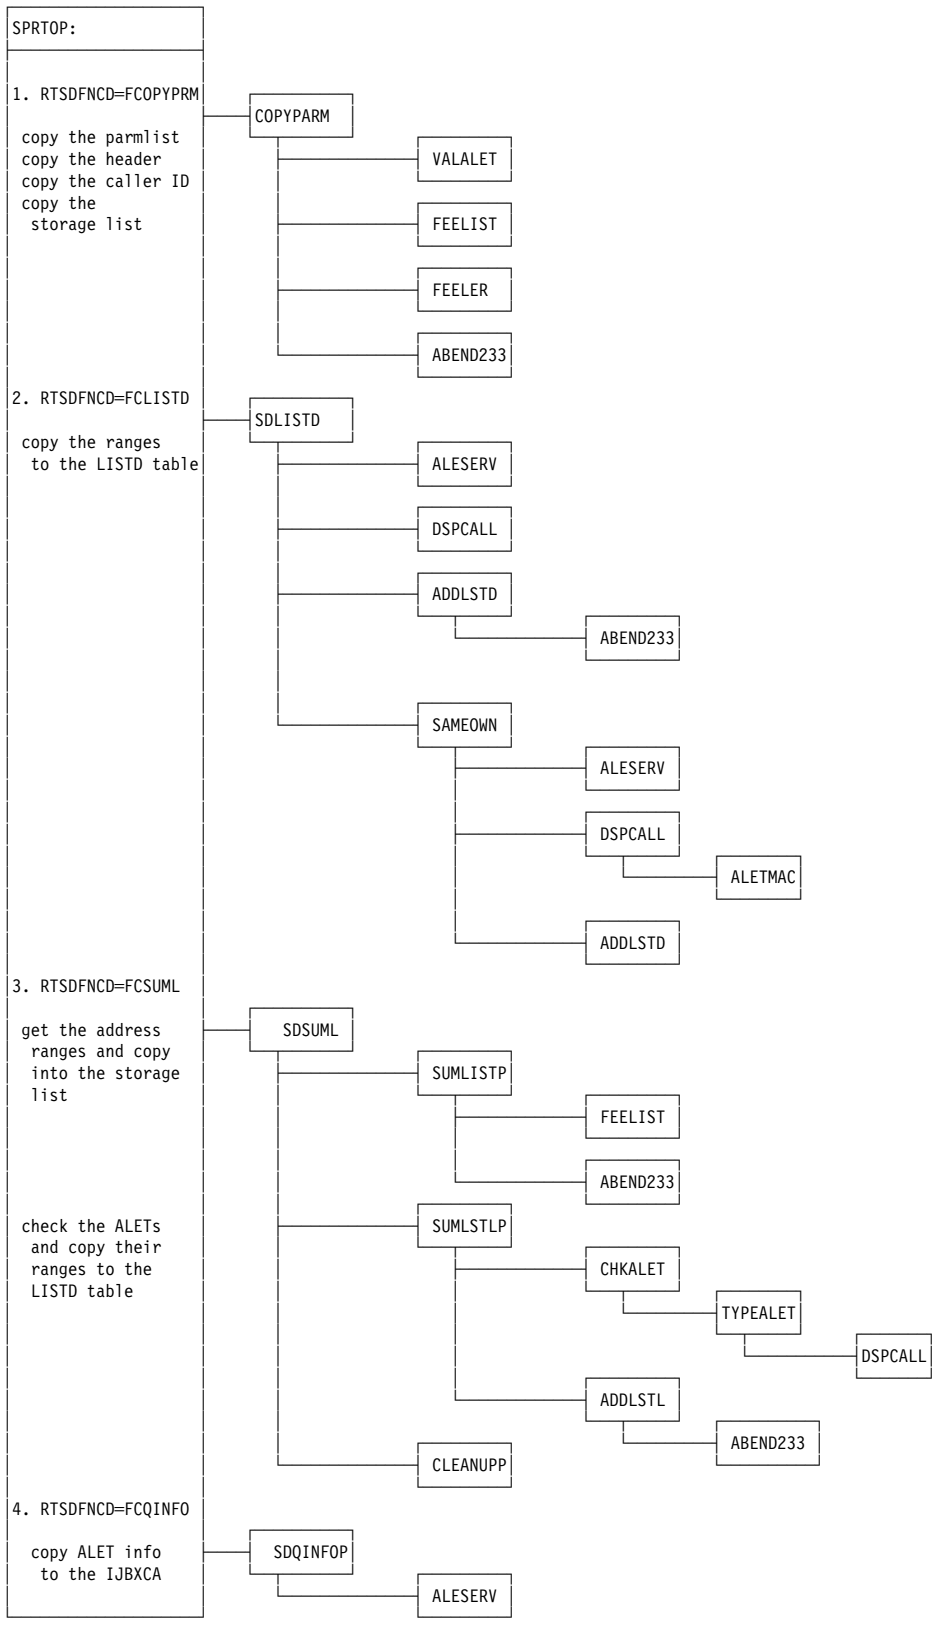 SPRTOP:
1. RTSDFNCD=FCOPYPRM
COPYPARM
copy the parmlist
copy the header
VALALET
copy the caller ID
copy the
storage list
FEELIST
FEELER
ABEND233
2. RTSDFNCD=FCLISTD
SDLISTD
copy the ranges
to the LISTD table
ALESERV
DSPCALL
ADDLSTD
ABEND233
SAMEOWN
ALESERV
DSPCALL
ALETMAC
ADDLSTD
3. RTSDFNCD=FCSUML
get the address
SDSUML
ranges and copy
into the storage
SUMLISTP
list
FEELIST
ABEND233
check the ALETs
SUMLSTLP
and copy their
ranges to the
CHKALET
LISTD table
TYPEALET
DSPCALL
ADDLSTL
ABEND233
CLEANUPP
4. RTSDFNCD=FCQINFO
copy ALET info
SDQINFOP
to the IJBXCA
ALESERV